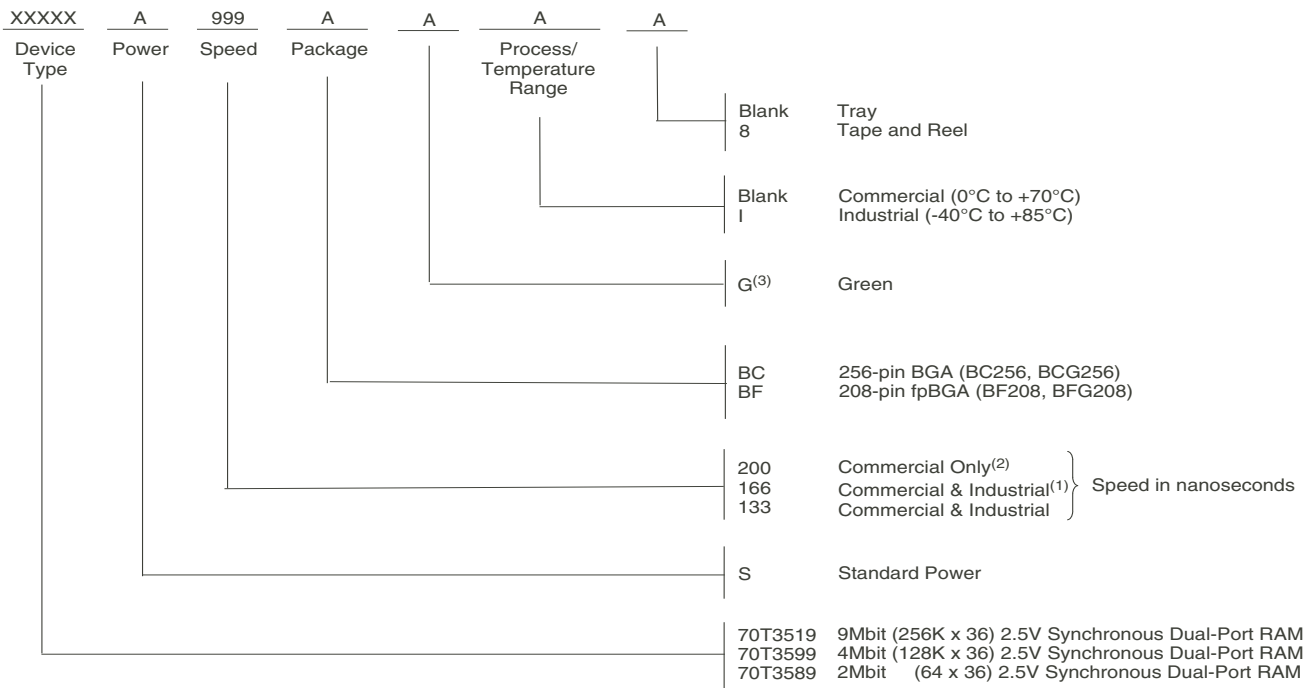 XXXXX A 999 A A A A
Device Type
Power
Speed
Package
Process/
Temperature
Range
Blank Tray
8 Tape and Reel
Blank Commercial (0°C to +70°C)
I Industrial (-40°C to +85°C)
G(3) Green
BC 256-pin BGA (BC256, BCG256)
BF 208-pin fpBGA (BF208, BFG208)
200 Commercial Only(2)
166 Commercial & Industrial(1)
133 Commercial & Industrial
Speed in nanoseconds
S Standard Power
70T3519 9Mbit (256K x 36) 2.5V Synchronous Dual-Port RAM
70T3599 4Mbit (128K x 36) 2.5V Synchronous Dual-Port RAM
70T3589 2Mbit (64 x 36) 2.5V Synchronous Dual-Port RAM